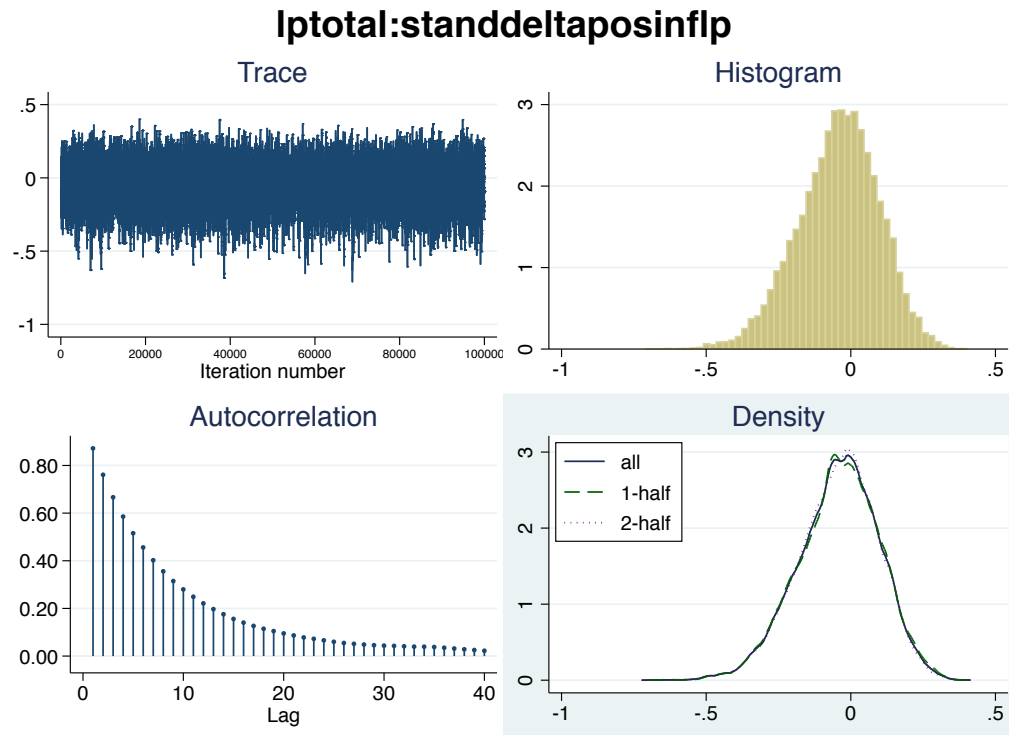 lptotal:standdeltaposinflp
Trace
.5
0
-.5
-1
0 20000 40000 60000 80000 100000
Iteration number
Histogram
3
2
1
0
-1 -.5 0 .5
Autocorrelation
0.80
0.60
0.40
0.20
0.00
0 10 20 30 40
Lag
Density
3
2
1
0
all
1-half
2-half
-1 -.5 0 .5